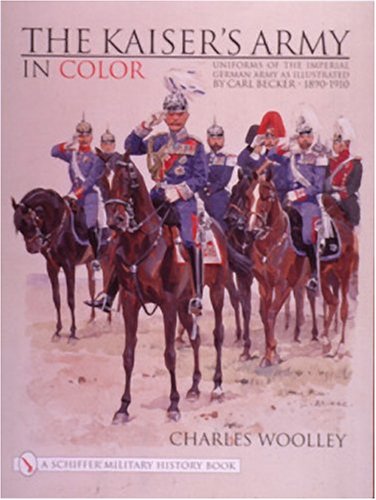 THE KAISER'S ARMY
IN COLOR
UNIFORMS OF THE IMPERIAL
GERMAN ARMY AS ILLUSTRATED
BY CARL BECKER · 1890-1910
CHARLES WOOLLEY
A SCHIFFER MILITARY HISTORY BOOK